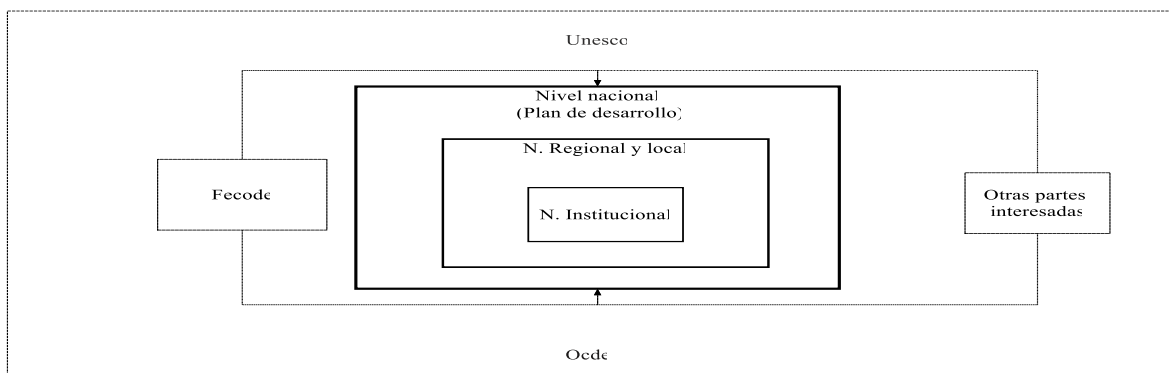 Unesco
Nivel nacional
(Plan de desarrollo)
N. Regional y local
Fecode
N. Institucional
Otras partes
interesadas
Ocde